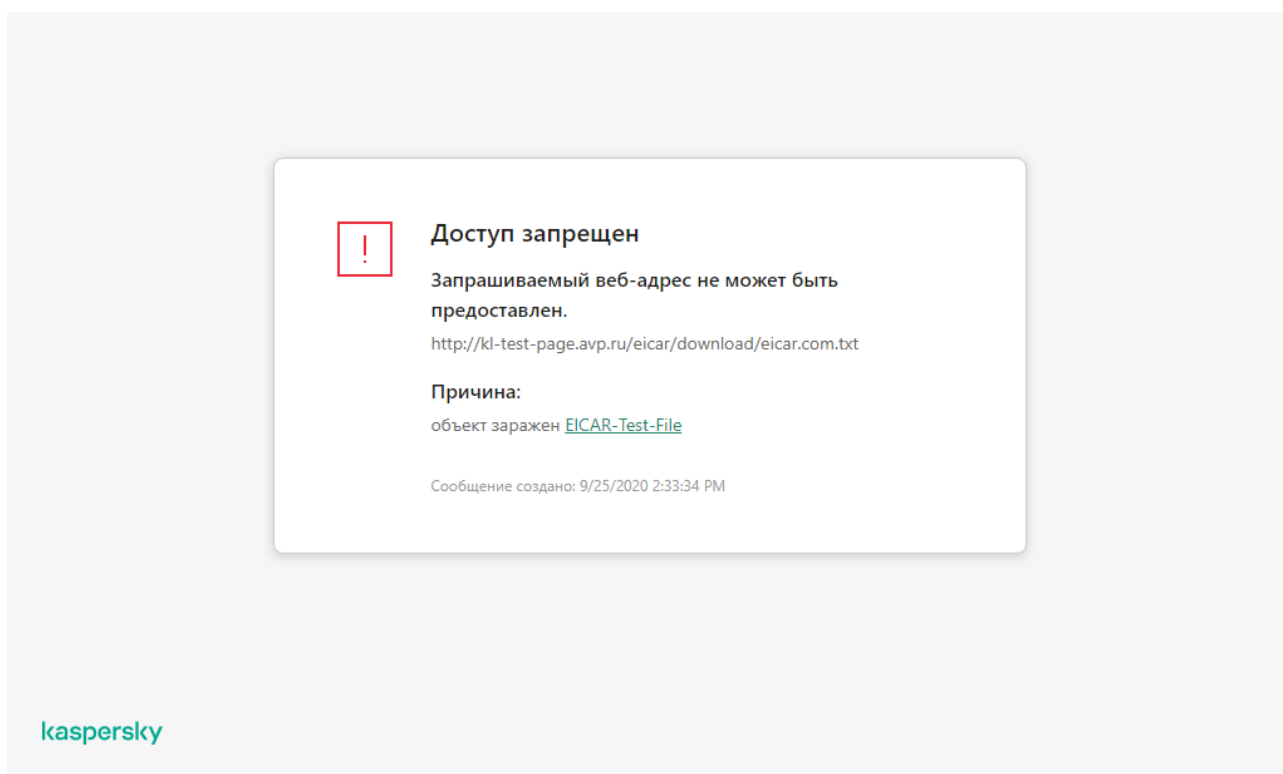 !
Доступ запрещен
Запрашиваемый веб-адрес не может быть
предоставлен.
http://kl-test-page.avp.ru/eicar/download/eicar.com.txt
Причина:
объект заражен EICAR-Test-File
Сообщение создано: 9/25/2020 2:33:34 PM
kaspersky